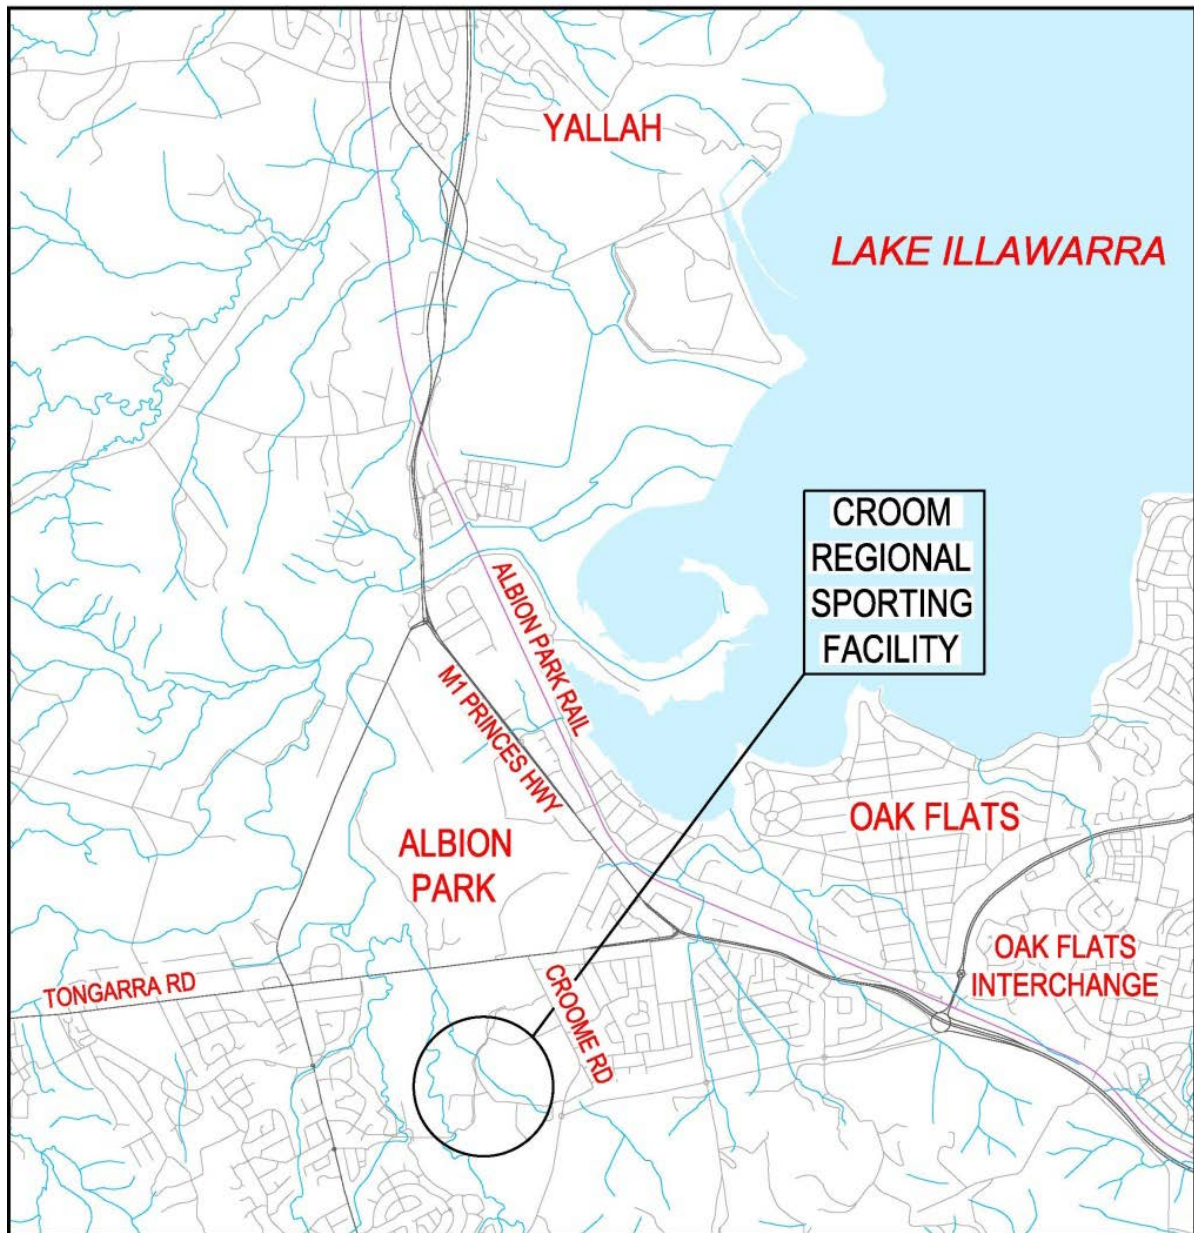 YALLAH
LAKE ILLAWARRA
CROOM
REGIONAL
SPORTING
FACILITY
ALBION PARK RAIL
M1 PRINCES HWY
OAK FLATS
ALBION
PARK
OAK FLATS
INTERCHANGE
TONGARRA RD
CROOME RD